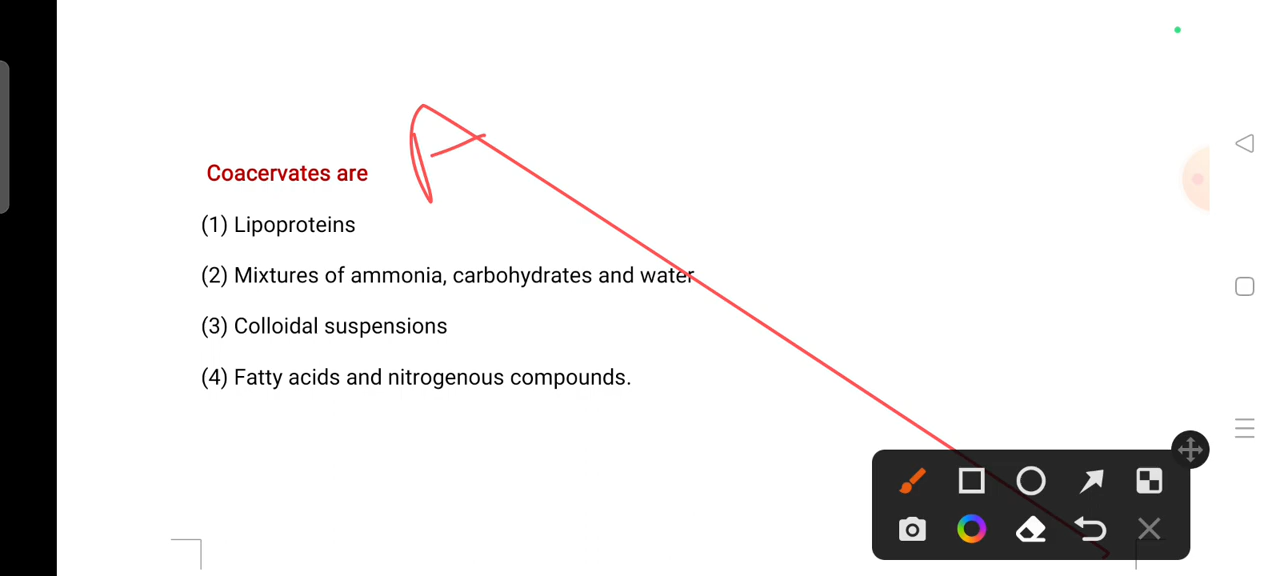 Coacervates are
(1) Lipoproteins
(2) Mixtures of ammonia, carbohydrates and water
(3) Colloidal suspensions
(4) Fatty acids and nitrogenous compounds.